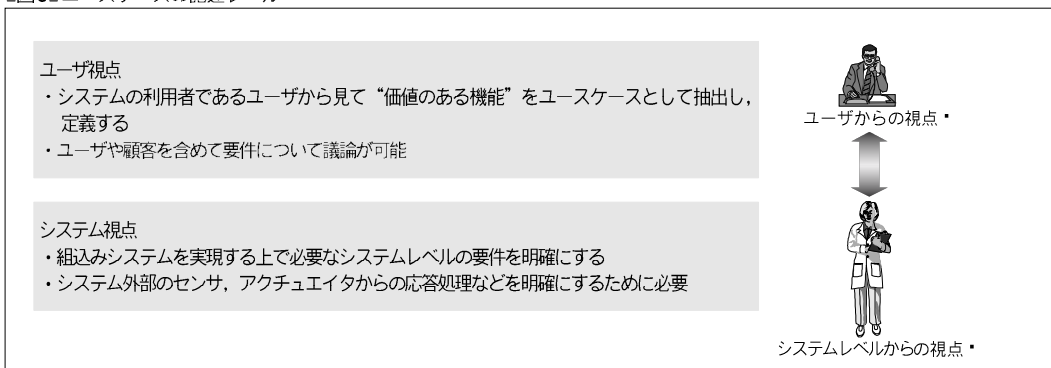 ユーザ視点
・システムの利用者であるユーザから見て“価値のある機能”をユースケースとして抽出し，
定義する
・ユーザや顧客を含めて要件について議論が可能
ユーザからの視点
システム視点
・組込みシステムを実現する上で必要なシステムレベルの要件を明確にする
・システム外部のセンサ，アクチュエイタからの応答処理などを明確にするために必要
システムレベルからの視点